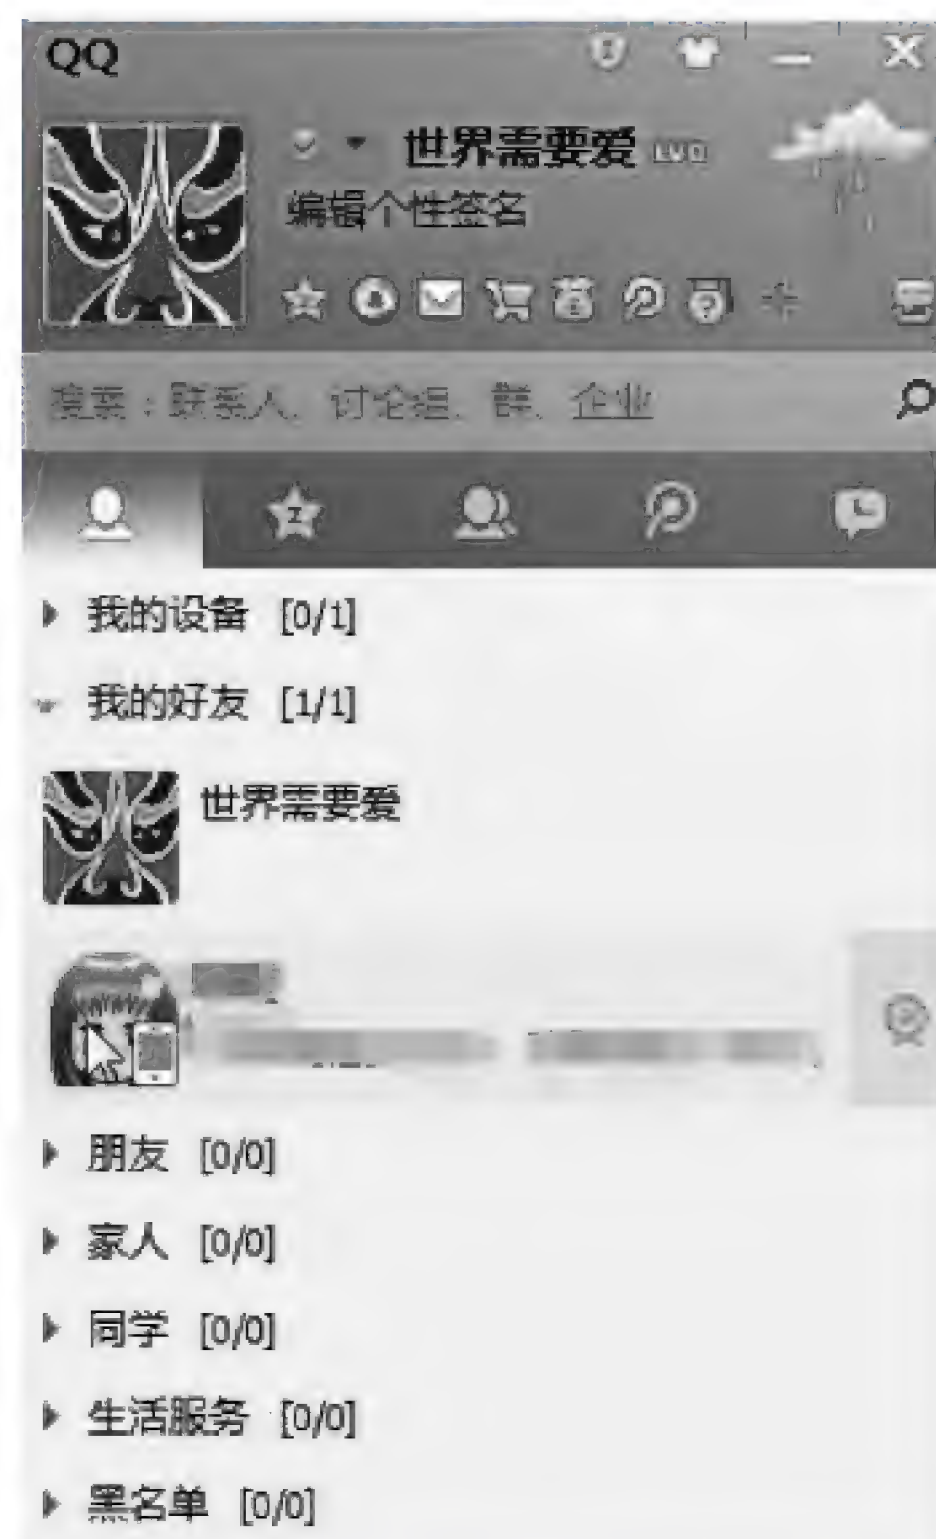 QQ
世界需要爱 LV0
编辑个性签名
搜索：联系人、讨论组、群、企业
我的设备 [0/1]
我的好友 [1/1]
世界需要爱
朋友 [0/0]
家人 [0/0]
同学 [0/0]
生活服务 [0/0]
黑名单 [0/0]